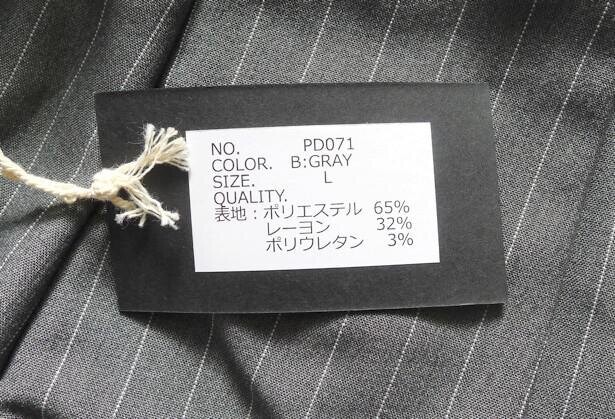 NO. PD071
COLOR. B:GRAY
SIZE. L
QUALITY.
表地：ポリエステル 65%
レーヨン 32%
ポリウレタン 3%